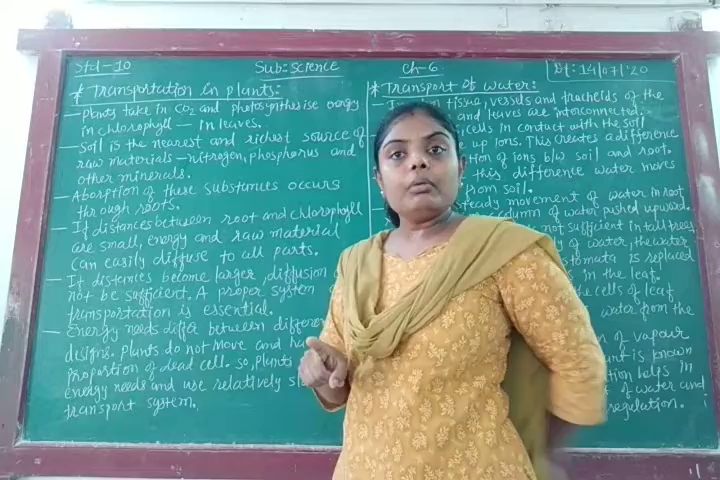 Std-10 Sub:science Ch-6 Dt: 14/07/'20
* Transportation in plants:
- Plants take in CO2 and photosynthesise energy
in chlorophyll — In leaves.
- Soil is the nearest and richest source of
raw materials - nitrogen, phosphorus and
other minerals.
- Aborption of these substances occurs
through roots.
- If distances between root and chlorophyll
are small, energy and raw material
can easily diffuse to all parts.
- If distances become larger, diffusion
not be sufficient. A proper system
transportation is essential.
- Energy needs differ between
designs. Plants do not move and
proportion of dead cell. so, plants
energy needs and use relatively
transport system.
* Transport of water:
tissue, vessels and tracheids of the
and leaves are interconnected.
cells in contact with the soil
up ions. This creates a difference
of ions b/w soil and root.
this difference water moves
from soil.
steady movement of water in root
column of water pushed upward.
not sufficient in tall trees
of water, the water
stomata is replaced
in the leaf.
the cells of leaf
water from the
of vapour
is known
helps in
of water and
regulation.